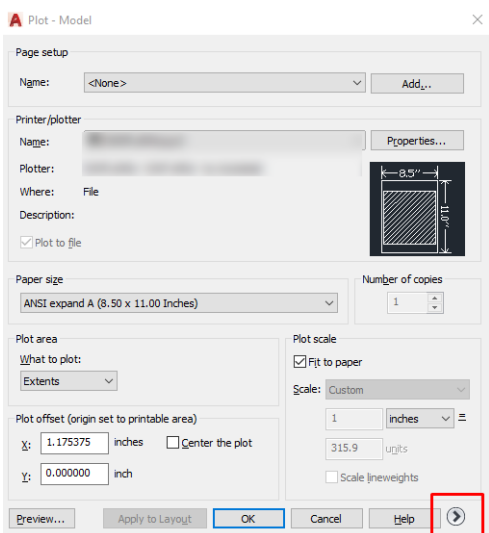 Plot - Model
Page setup
Name: <None> Add...
Printer/plotter
Name: Properties...
Plotter:
Where: File
Description:
Plot to file
8.5"
11.0"
Paper size
ANSI expand A (8.50 x 11.00 Inches)
Number of copies
1
Plot area
What to plot:
Extents
Plot scale
Fit to paper
Scale: Custom
1 inches =
315.9 units
Scale lineweights
Plot offset (origin set to printable area)
X: 1.175375 inches Center the plot
Y: 0.000000 inch
Preview... Apply to Layout OK Cancel Help